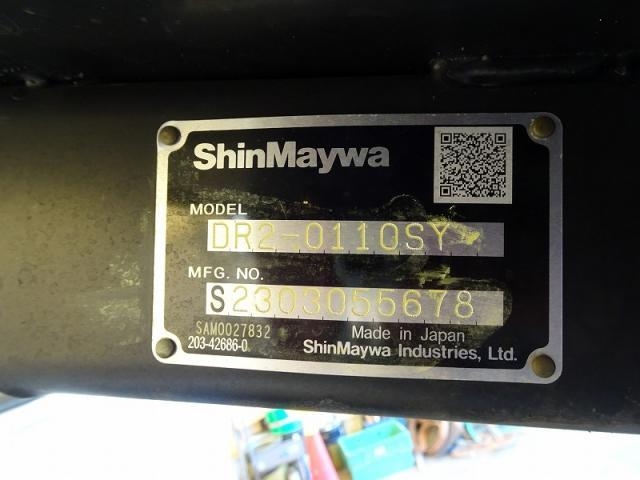 ShinMaywa
MODEL
DR2-0110SY
MFG. NO.
S2303055678
SAM0027832
203-42686-0
Made in Japan
ShinMaywa Industries, Ltd.